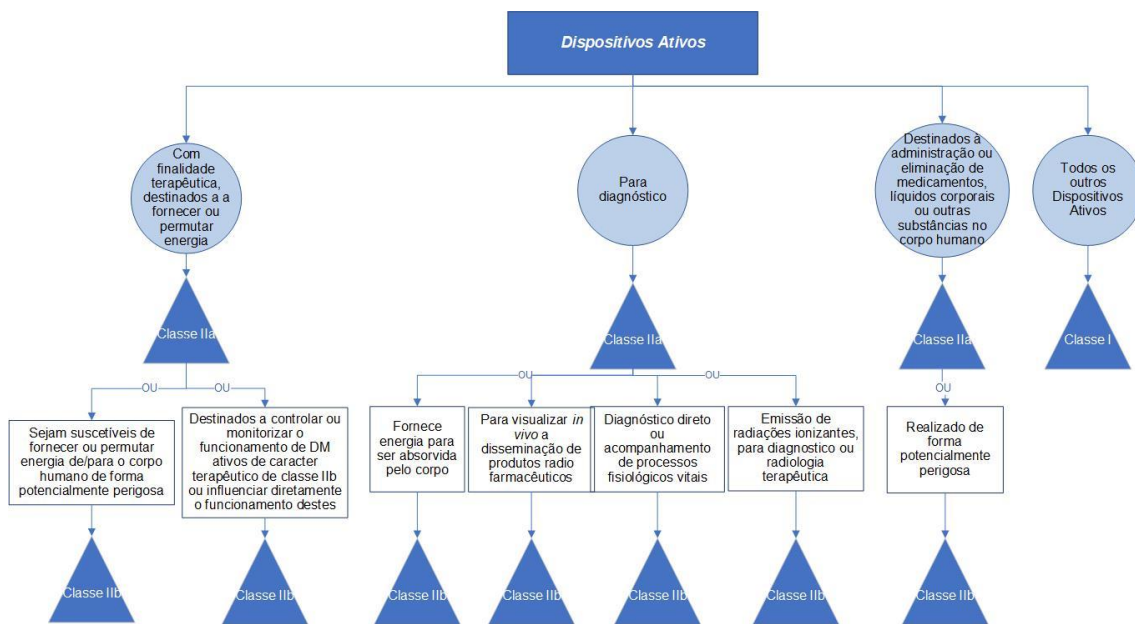 Dispositivos Ativos
Com
finalidade
terapêutica,
destinados a a
fornecer ou
permutar
energia
Para
diagnóstico
Destinados à
administração ou
eliminação de
medicamentos,
líquidos corporais
ou outras
substâncias no
corpo humano
Todos os
outros
Dispositivos
Ativos
Classe IIa
Classe IIa
Classe IIa
Classe I
OU
OU
OU
OU
OU
Sejam suscetíveis de
fornecer ou permutar
energia de/para o corpo
humano de forma
potencialmente perigosa
Destinados a controlar ou
monitorizar o
funcionamento de DM
ativos de caracter
terapêutico de classe IIb
ou influenciar diretamente
o funcionamento destes
Fornece
energia para
ser absorvida
pelo corpo
Para visualizar in
vivo a
disseminação de
produtos radio
farmacêuticos
Diagnóstico direto ou
acompanhamento
de processos
fisiológicos vitais
Emissão de
radiações ionizantes,
para diagnostico ou
radiologia
terapêutica
Realizado de
forma
potencialmente
perigosa
Classe IIb
Classe IIb
Classe IIb
Classe IIb
Classe IIb
Classe IIb
Classe IIb